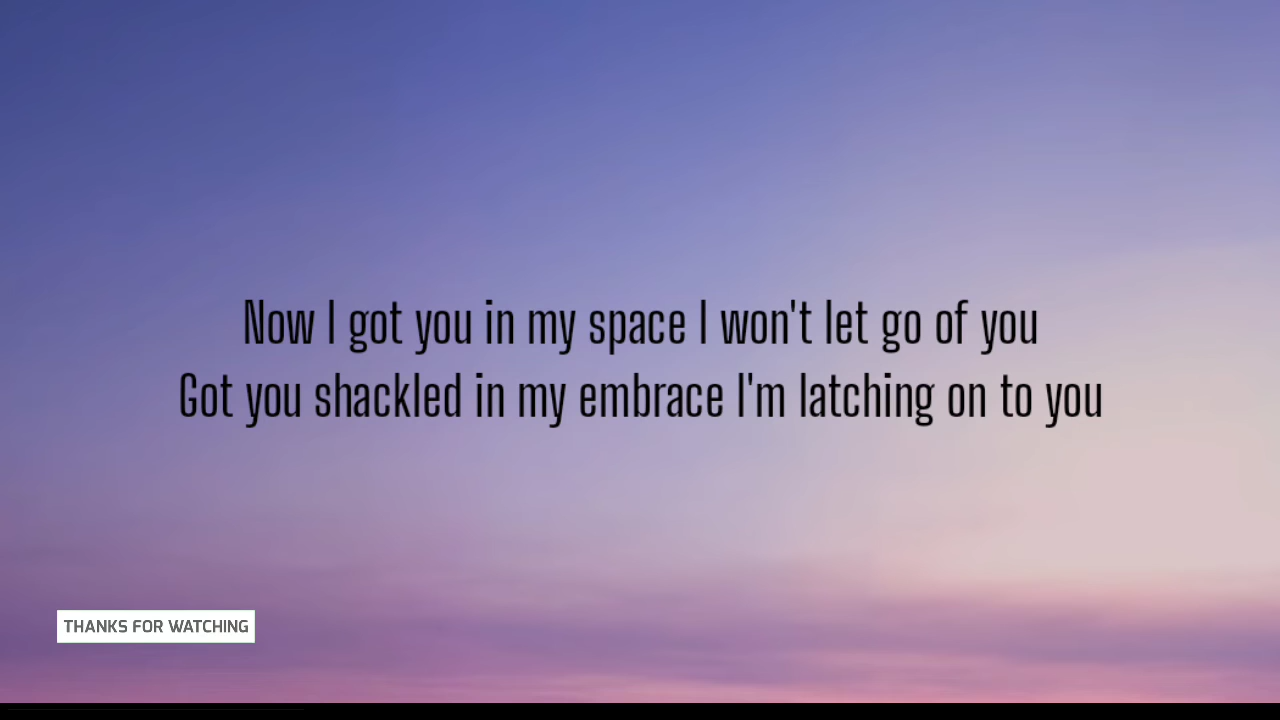 Now I got you in my space I won't let go of you
Got you shackled in my embrace I'm latching on to you
THANKS FOR WATCHING